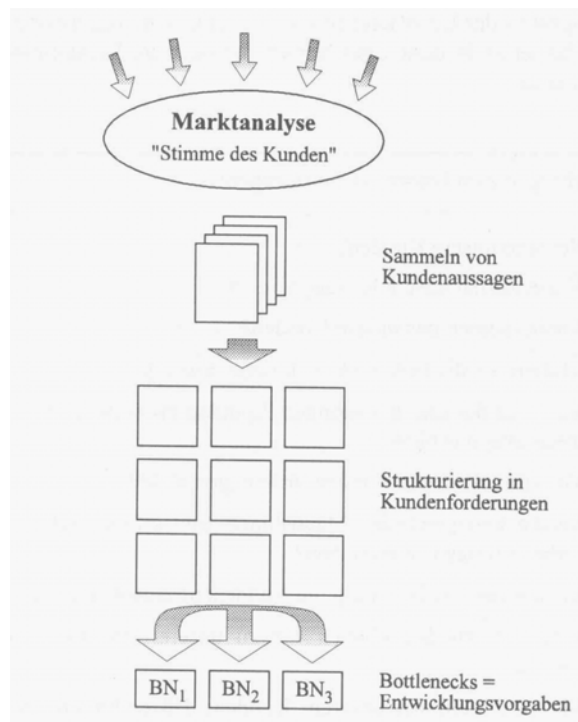 Marktanalyse
"Stimme des Kunden"
Sammeln von
Kundenaussagen
Strukturierung in
Kundenforderungen
BN₁ BN₂ BN₃
Bottlenecks =
Entwicklungsvorgaben